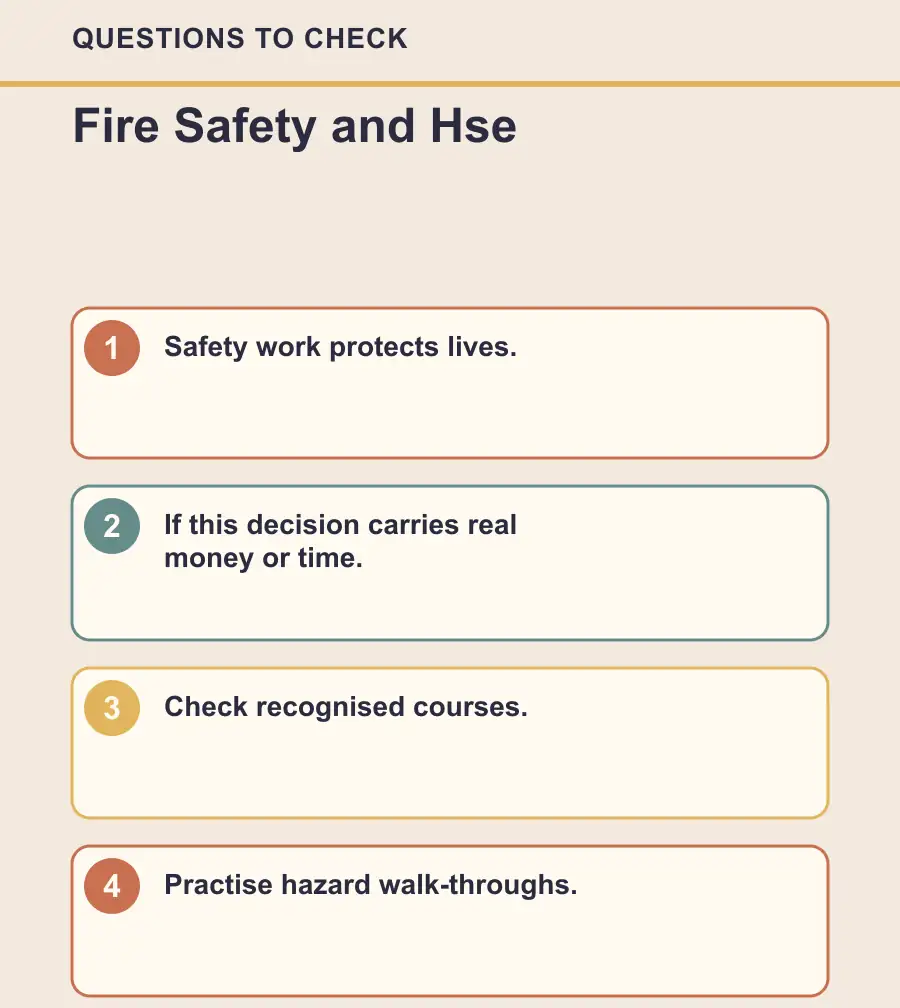 QUESTIONS TO CHECK
Fire Safety and Hse
1
Safety work protects lives.
2
If this decision carries real
money or time.
3
Check recognised courses.
4
Practise hazard walk-throughs.